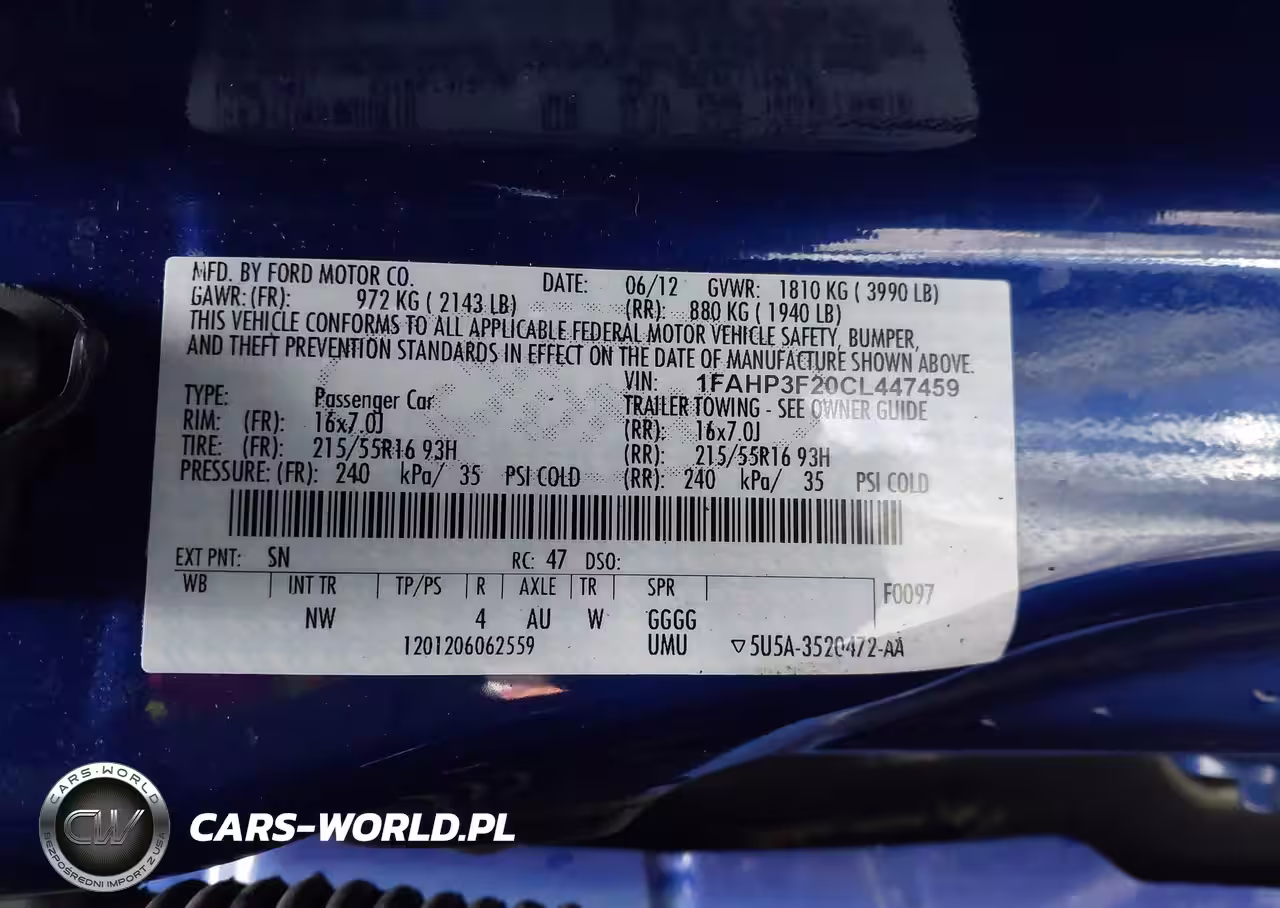 MFD. BY FORD MOTOR CO. DATE: 06/12 GVWR: 1810 KG ( 3990 LB)
GAWR: (FR): 972 KG ( 2143 LB) (RR): 880 KG ( 1940 LB)
THIS VEHICLE CONFORMS TO ALL APPLICABLE FEDERAL MOTOR VEHICLE SAFETY, BUMPER,
AND THEFT PREVENTION STANDARDS IN EFFECT ON THE DATE OF MANUFACTURE SHOWN ABOVE.
VIN: 1FAHP3F20CL447459
TYPE: Passenger Car TRAILER TOWING - SEE OWNER GUIDE
RIM: (FR): 16x7.0J (RR): 16x7.0J
TIRE: (FR): 215/55R16 93H (RR): 215/55R16 93H
PRESSURE: (FR): 240 kPa/ 35 PSI COLD (RR): 240 kPa/ 35 PSI COLD
EXT PNT: SN RC: 47 DSO:
WB INT TR TP/PS R AXLE TR SPR F0097
NW 4 AU W GGGG
1201206062559 UMU ▽5U5A-3520472-AA
CARS-WORLD
CW
BEZPOŚREDNI IMPORT Z USA
CARS-WORLD.PL